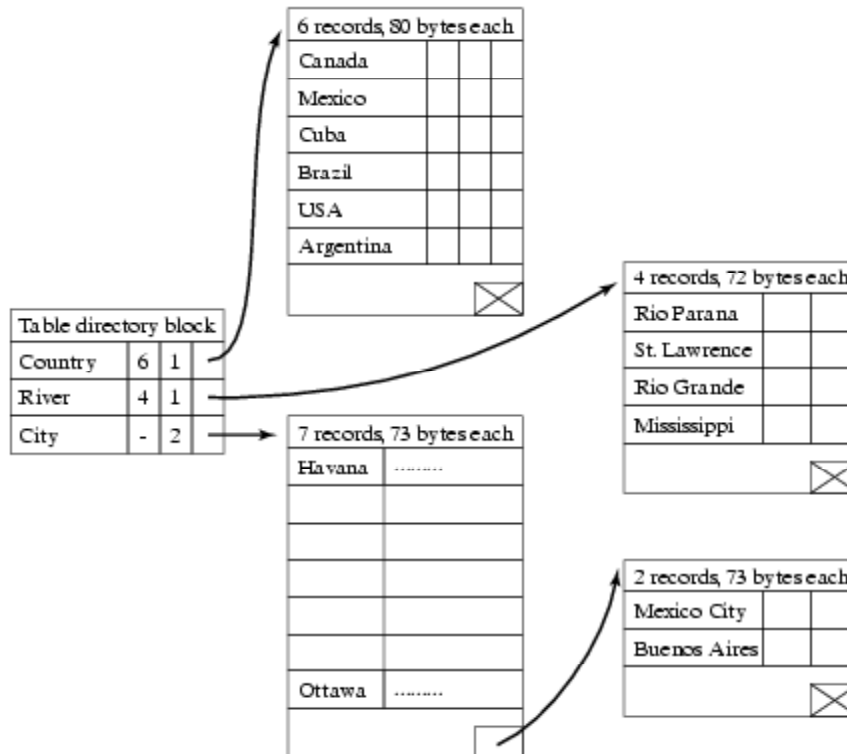 6 records, 80 bytes each
Canada
Mexico
Cuba
Brazil
USA
Argentina
4 records, 72 bytes each
Rio Parana
St. Lawrence
Rio Grande
Mississippi
Table directory block
Country 6 1
River 4 1
City - 2
7 records, 73 bytes each
Havana .........
Ottawa .........
2 records, 73 bytes each
Mexico City
Buenos Aires